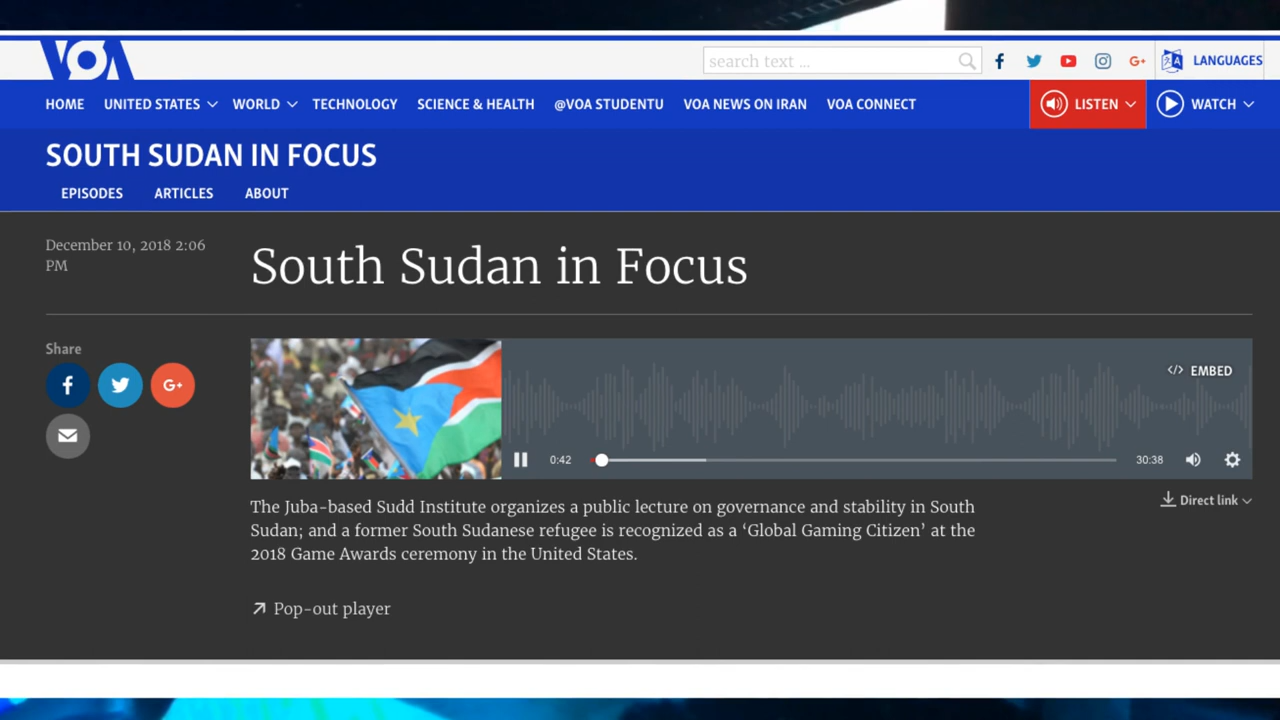 VOA
search text ...
G+
LANGUAGES
HOME UNITED STATES WORLD TECHNOLOGY SCIENCE & HEALTH @VOA STUDENTU VOA NEWS ON IRAN VOA CONNECT LISTEN WATCH
SOUTH SUDAN IN FOCUS
EPISODES ARTICLES ABOUT
December 10, 2018 2:06
PM
South Sudan in Focus
Share
G+
</> EMBED
0:42 30:38
The Juba-based Sudd Institute organizes a public lecture on governance and stability in South
Sudan; and a former South Sudanese refugee is recognized as a ‘Global Gaming Citizen’ at the
2018 Game Awards ceremony in the United States.
Direct link
Pop-out player